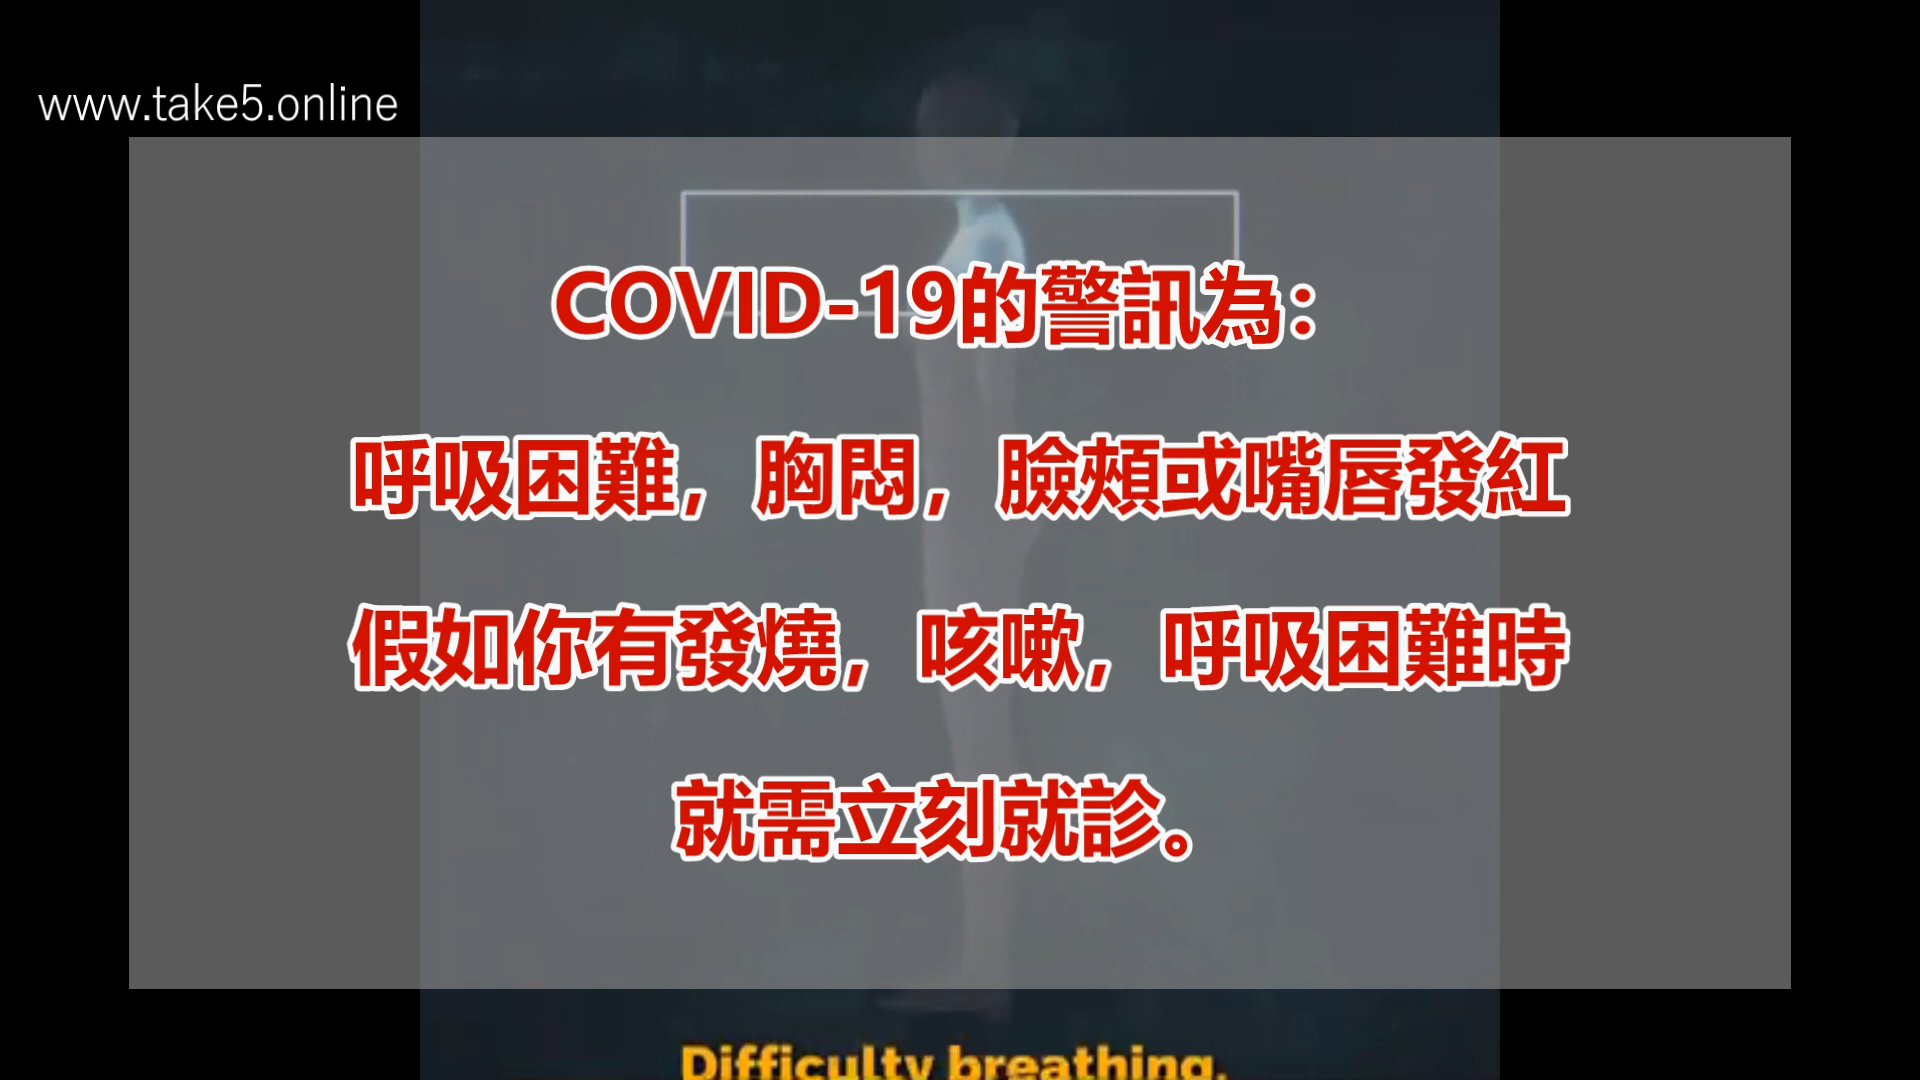 www.take5.online
COVID-19的警訊為：
呼吸困難，胸悶，臉頰或嘴唇發紅
假如你有發燒，咳嗽，呼吸困難時
就需立刻就診。
Difficulty breathing.